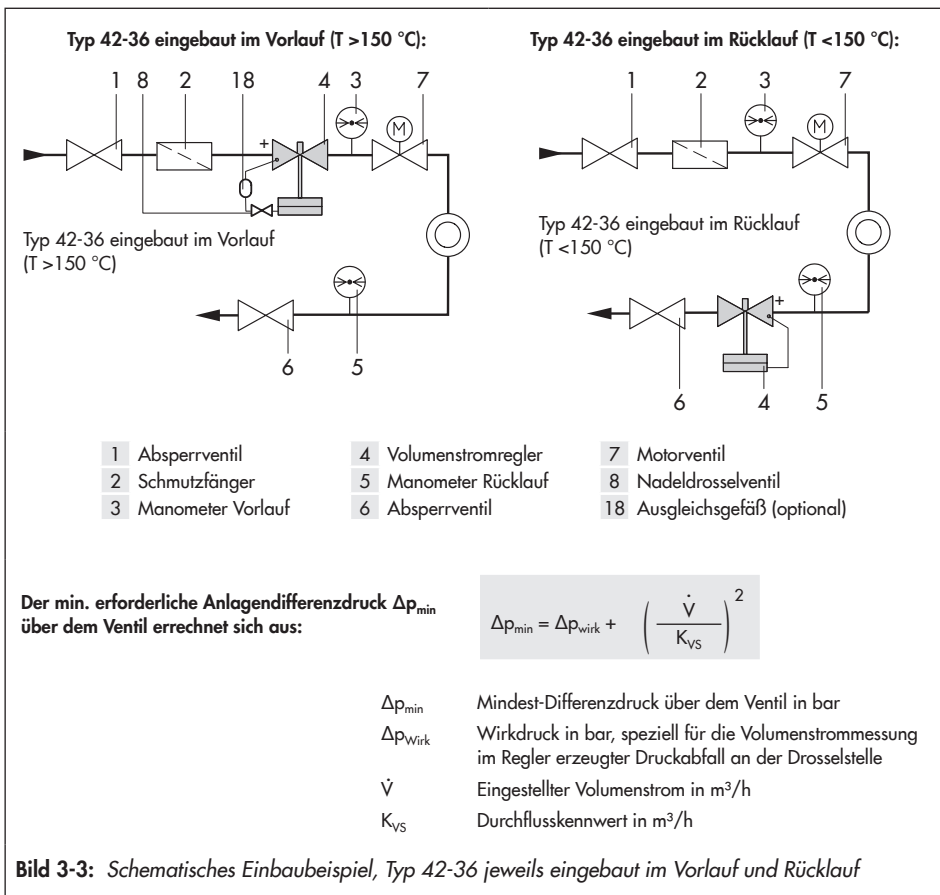 Typ 42-36 eingebaut im Vorlauf (T >150 °C):
1 8 2 18 4 3 7
+
M
Typ 42-36 eingebaut im Vorlauf
(T >150 °C)
6 5
Typ 42-36 eingebaut im Rücklauf (T <150 °C):
1 2 3 7
M
Typ 42-36 eingebaut im Rücklauf
(T <150 °C)
+
6 4 5
1 Absperrventil
2 Schmutzfänger
3 Manometer Vorlauf
4 Volumenstromregler
5 Manometer Rücklauf
6 Absperrventil
7 Motorventil
8 Nadeldrosselventil
18 Ausgleichsgefäß (optional)
Der min. erforderliche Anlagendifferenzdruck Δpmin
über dem Ventil errechnet sich aus:
Δpmin = Δpwirk + ( V̇ / KVS )²
Δpmin Mindest-Differenzdruck über dem Ventil in bar
ΔpWirk Wirkdruck in bar, speziell für die Volumenstrommessung
im Regler erzeugter Druckabfall an der Drosselstelle
V̇ Eingestellter Volumenstrom in m³/h
KVS Durchflusskennwert in m³/h
Bild 3-3: Schematisches Einbaubeispiel, Typ 42-36 jeweils eingebaut im Vorlauf und Rücklauf